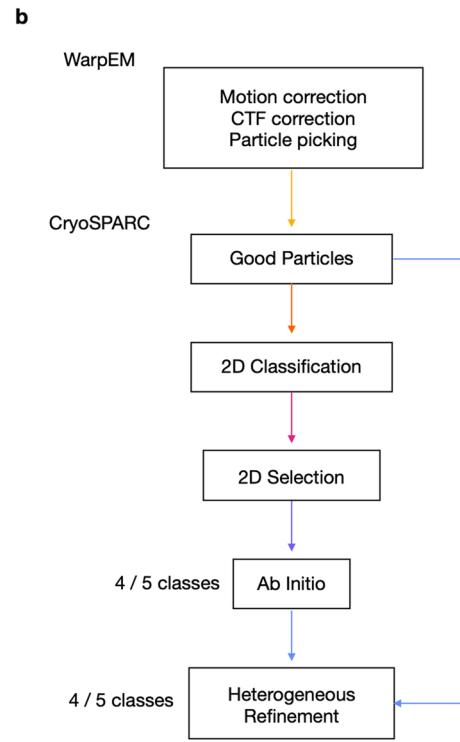 b
WarpEM
Motion correction
CTF correction
Particle picking
CryoSPARC
Good Particles
2D Classification
2D Selection
4 / 5 classes
Ab Initio
4 / 5 classes
Heterogeneous
Refinement